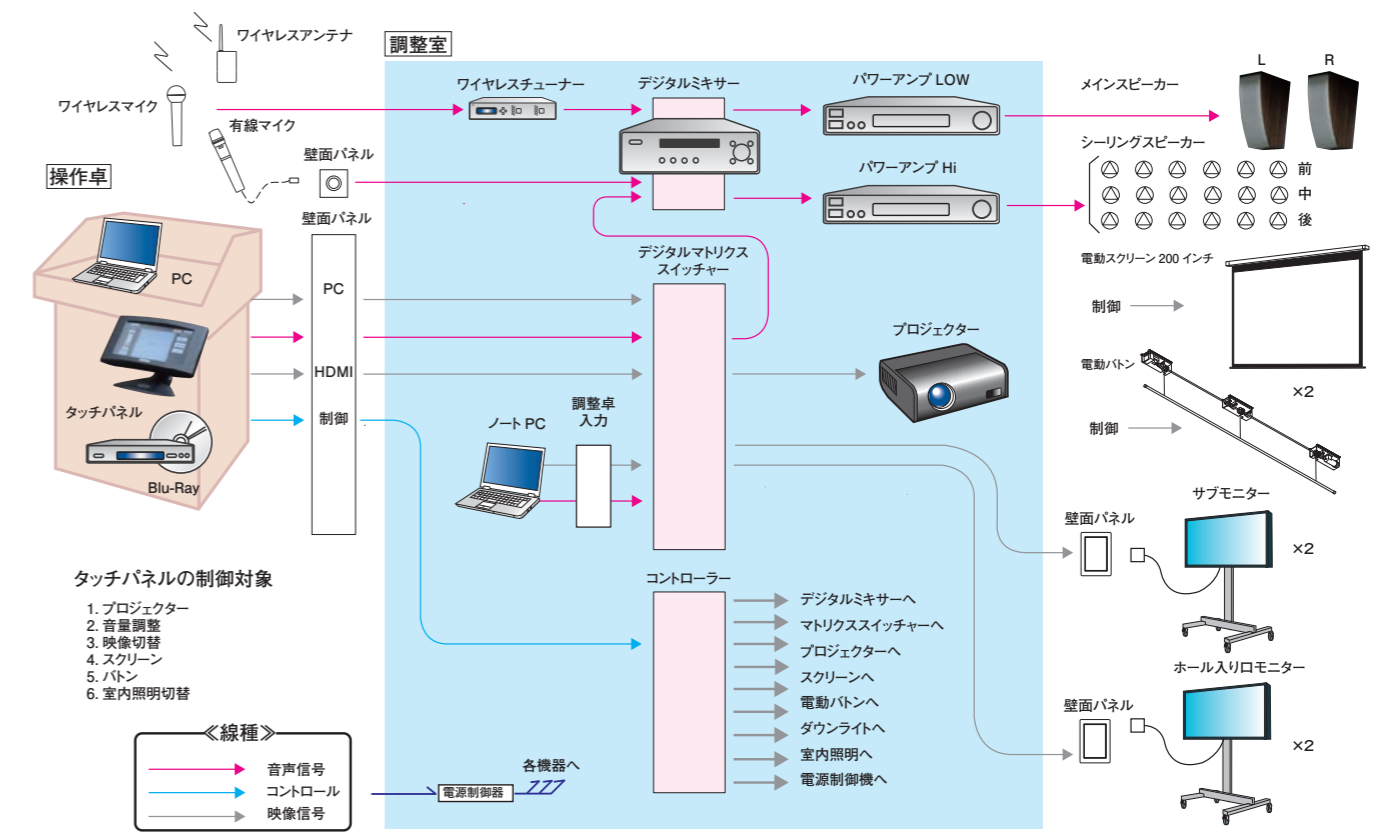 ワイヤレスアンテナ
調整室
ワイヤレスマイク
有線マイク
壁面パネル
操作卓
壁面パネル
PC
PC
HDMI
制御
タッチパネル
Blu-Ray
ワイヤレスチューナー
デジタルミキサー
パワーアンプ LOW
パワーアンプ Hi
デジタルマトリクス
スイッチャー
プロジェクター
ノート PC
調整卓
入力
コントローラー
デジタルミキサーへ
マトリクススイッチャーへ
プロジェクターへ
スクリーンへ
電動バトンへ
ダウンライトへ
室内照明へ
電源制御機へ
メインスピーカー
L
R
シーリングスピーカー
前
中
後
電動スクリーン 200 インチ
制御
×2
電動バトン
制御
サブモニター
壁面パネル
×2
ホール入り口モニター
壁面パネル
×2
タッチパネルの制御対象
1. プロジェクター
2. 音量調整
3. 映像切替
4. スクリーン
5. バトン
6. 室内照明切替
≪線種≫
音声信号
コントロール
映像信号
電源制御器
各機器へ